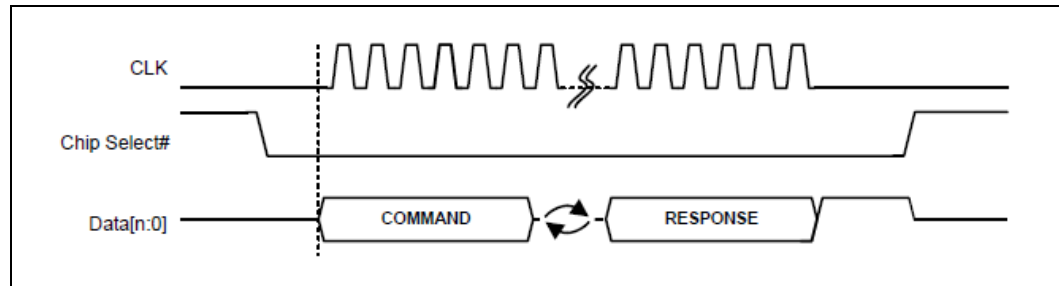 CLK
Chip Select#
Data[n:0]
COMMAND
RESPONSE